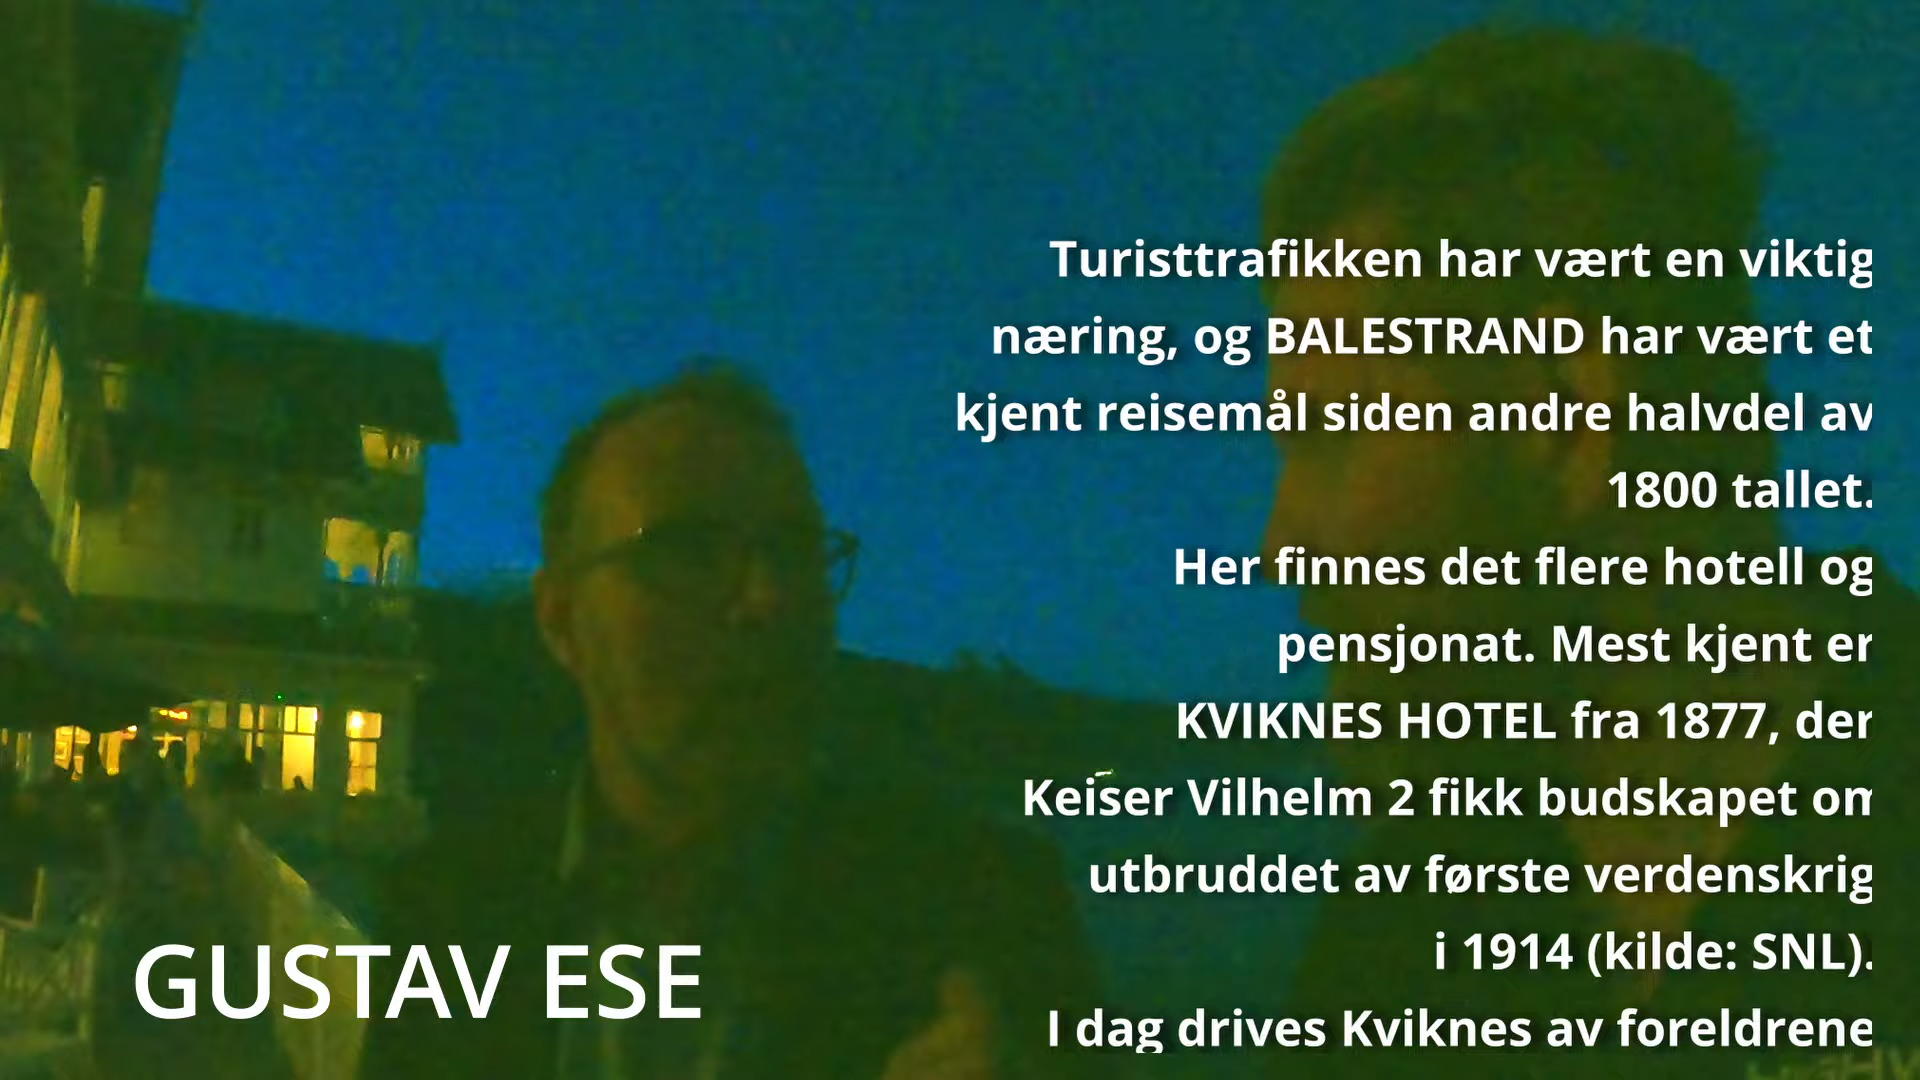 Turisttrafikken har vært en viktig
næring, og BALESTRAND har vært et
kjent reisemål siden andre halvdel av
1800 tallet.
Her finnes det flere hotell og
pensjonat. Mest kjent er
KVIKNES HOTEL fra 1877, der
Keiser Vilhelm 2 fikk budskapet om
utbruddet av første verdenskrig
i 1914 (kilde: SNL).
I dag drives Kviknes av foreldrene
GUSTAV ESE